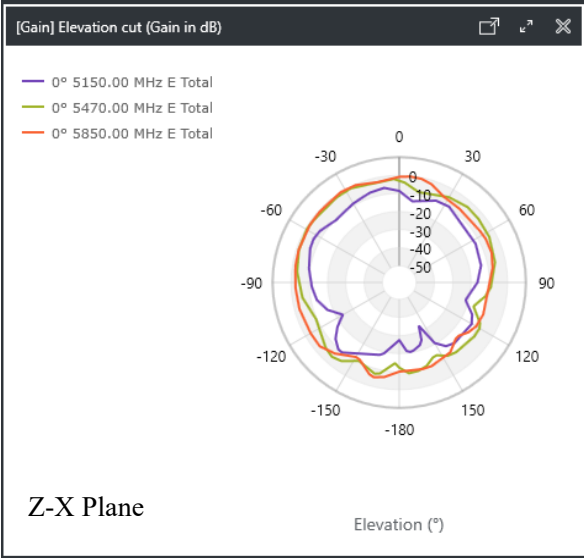 [Gain] Elevation cut (Gain in dB)
0° 5150.00 MHz E Total
0° 5470.00 MHz E Total
0° 5850.00 MHz E Total
0
-30 30
-60 60
-90 90
-120 120
-150 150
-180
0
-10
-20
-30
-40
-50
Z-X Plane
Elevation (°)